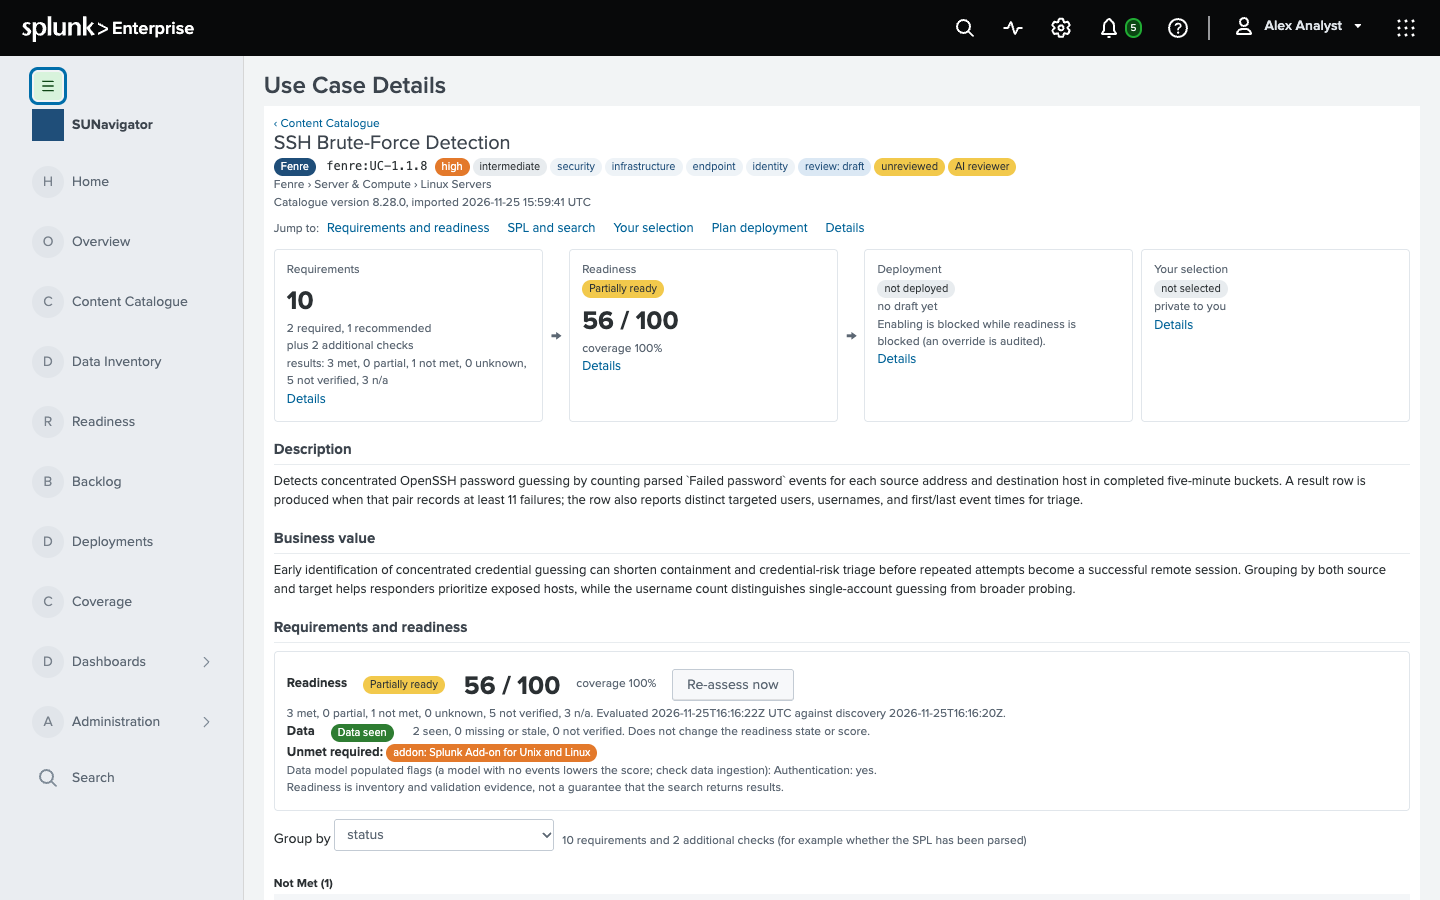 splunk> Enterprise
5
Alex Analyst
SUNavigator
H Home
O Overview
C Content Catalogue
D Data Inventory
R Readiness
B Backlog
D Deployments
C Coverage
D Dashboards
A Administration
Search
Use Case Details
‹ Content Catalogue
SSH Brute-Force Detection
Fenre fenre:UC-1.1.8 high intermediate security infrastructure endpoint identity review: draft unreviewed AI reviewer
Fenre › Server & Compute › Linux Servers
Catalogue version 8.28.0, imported 2026-11-25 15:59:41 UTC
Jump to: Requirements and readiness SPL and search Your selection Plan deployment Details
Requirements
10
2 required, 1 recommended
plus 2 additional checks
results: 3 met, 0 partial, 1 not met, 0 unknown,
5 not verified, 3 n/a
Details
Readiness
Partially ready
56 / 100
coverage 100%
Details
Deployment
not deployed
no draft yet
Enabling is blocked while readiness is
blocked (an override is audited).
Details
Your selection
not selected
private to you
Details
Description
Detects concentrated OpenSSH password guessing by counting parsed `Failed password` events for each source address and destination host in completed five-minute buckets. A result row is
produced when that pair records at least 11 failures; the row also reports distinct targeted users, usernames, and first/last event times for triage.
Business value
Early identification of concentrated credential guessing can shorten containment and credential-risk triage before repeated attempts become a successful remote session. Grouping by both source
and target helps responders prioritize exposed hosts, while the username count distinguishes single-account guessing from broader probing.
Requirements and readiness
Readiness Partially ready 56 / 100 coverage 100% Re-assess now
3 met, 0 partial, 1 not met, 0 unknown, 5 not verified, 3 n/a. Evaluated 2026-11-25T16:16:22Z UTC against discovery 2026-11-25T16:16:20Z.
Data Data seen 2 seen, 0 missing or stale, 0 not verified. Does not change the readiness state or score.
Unmet required: addon: Splunk Add-on for Unix and Linux
Data model populated flags (a model with no events lowers the score; check data ingestion): Authentication: yes.
Readiness is inventory and validation evidence, not a guarantee that the search returns results.
Group by status 10 requirements and 2 additional checks (for example whether the SPL has been parsed)
Not Met (1)